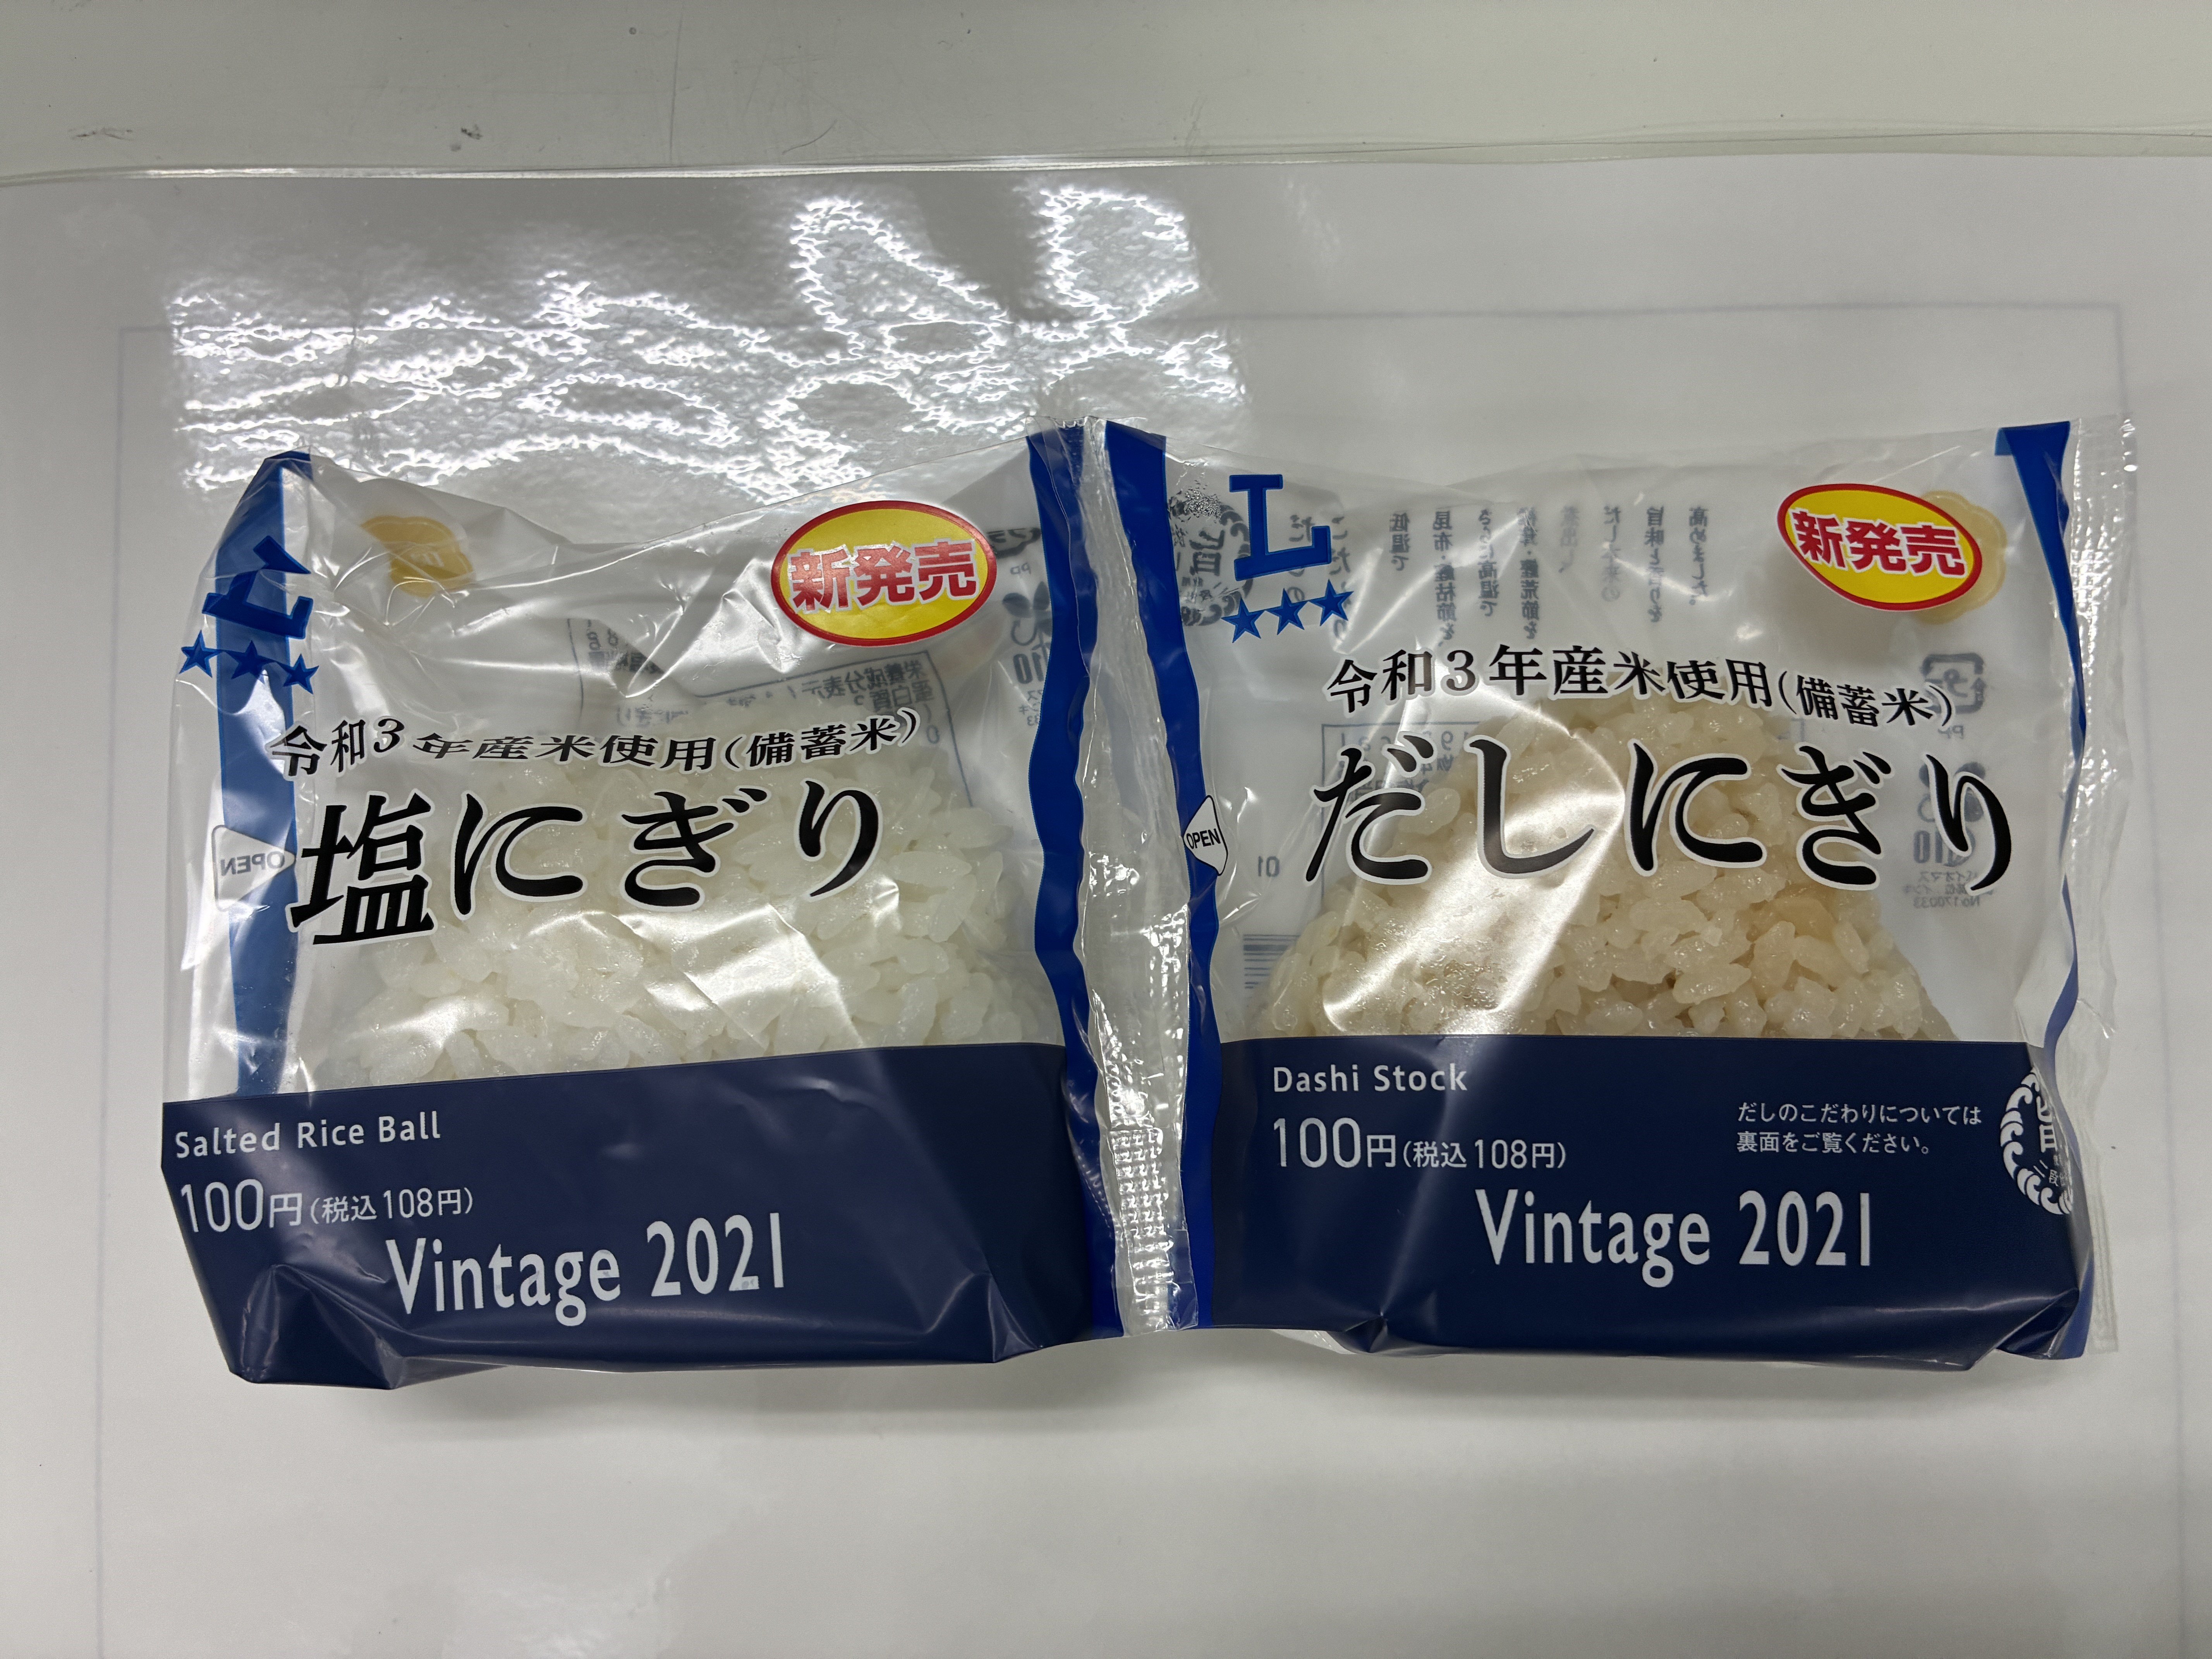 L
新発売
令和3年産米使用(備蓄米)
塩にぎり
OPEN
Salted Rice Ball
100円(税込108円)
Vintage 2021
L
新発売
令和3年産米使用(備蓄米)
だしにぎり
OPEN
Dashi Stock
100円(税込108円)
だしのこだわりについては
裏面をご覧ください。
旨
Vintage 2021